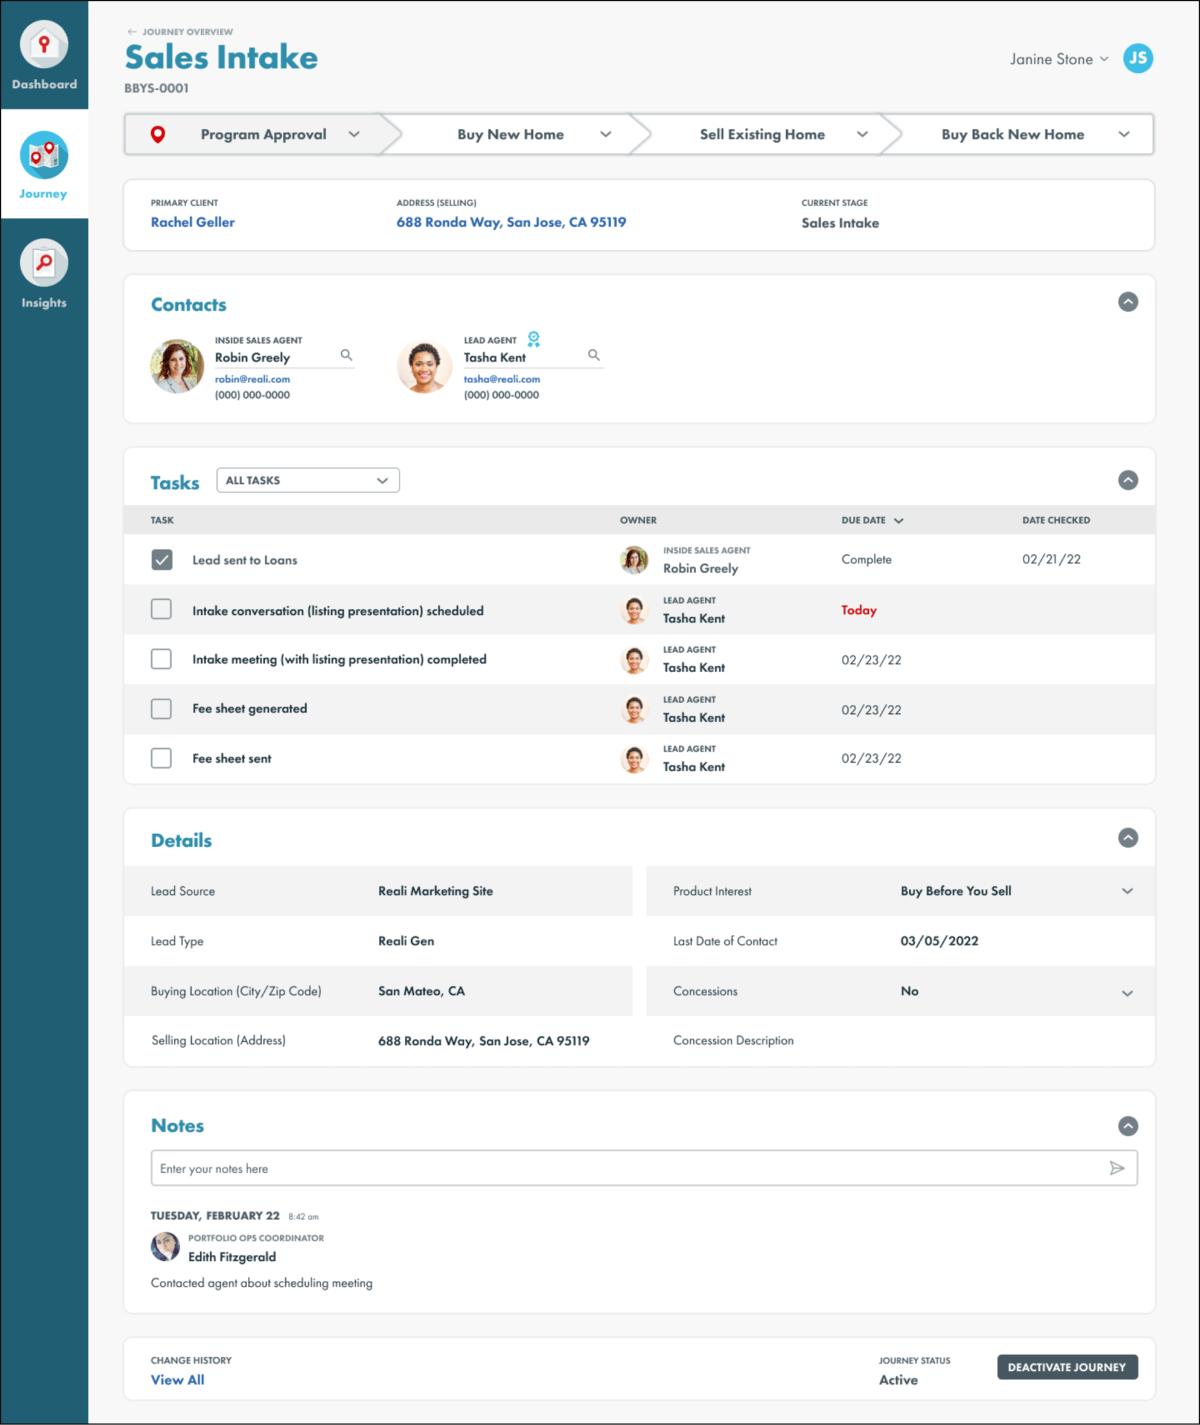 Dashboard
Journey
Insights
← JOURNEY OVERVIEW
Sales Intake
BBYS-0001
Janine Stone
JS
Program Approval
Buy New Home
Sell Existing Home
Buy Back New Home
PRIMARY CLIENT
Rachel Geller
ADDRESS (SELLING)
688 Ronda Way, San Jose, CA 95119
CURRENT STAGE
Sales Intake
Contacts
INSIDE SALES AGENT
Robin Greely
robin@reali.com
(000) 000-0000
LEAD AGENT
Tasha Kent
tasha@reali.com
(000) 000-0000
Tasks
ALL TASKS
TASK OWNER DUE DATE DATE CHECKED
Lead sent to Loans
INSIDE SALES AGENT
Robin Greely
Complete
02/21/22
Intake conversation (listing presentation) scheduled
LEAD AGENT
Tasha Kent
Today
Intake meeting (with listing presentation) completed
LEAD AGENT
Tasha Kent
02/23/22
Fee sheet generated
LEAD AGENT
Tasha Kent
02/23/22
Fee sheet sent
LEAD AGENT
Tasha Kent
02/23/22
Details
Lead Source Reali Marketing Site
Product Interest Buy Before You Sell
Lead Type Reali Gen
Last Date of Contact 03/05/2022
Buying Location (City/Zip Code) San Mateo, CA
Concessions No
Selling Location (Address) 688 Ronda Way, San Jose, CA 95119
Concession Description
Notes
Enter your notes here
TUESDAY, FEBRUARY 22 8:42 am
PORTFOLIO OPS COORDINATOR
Edith Fitzgerald
Contacted agent about scheduling meeting
CHANGE HISTORY
View All
JOURNEY STATUS
Active
DEACTIVATE JOURNEY